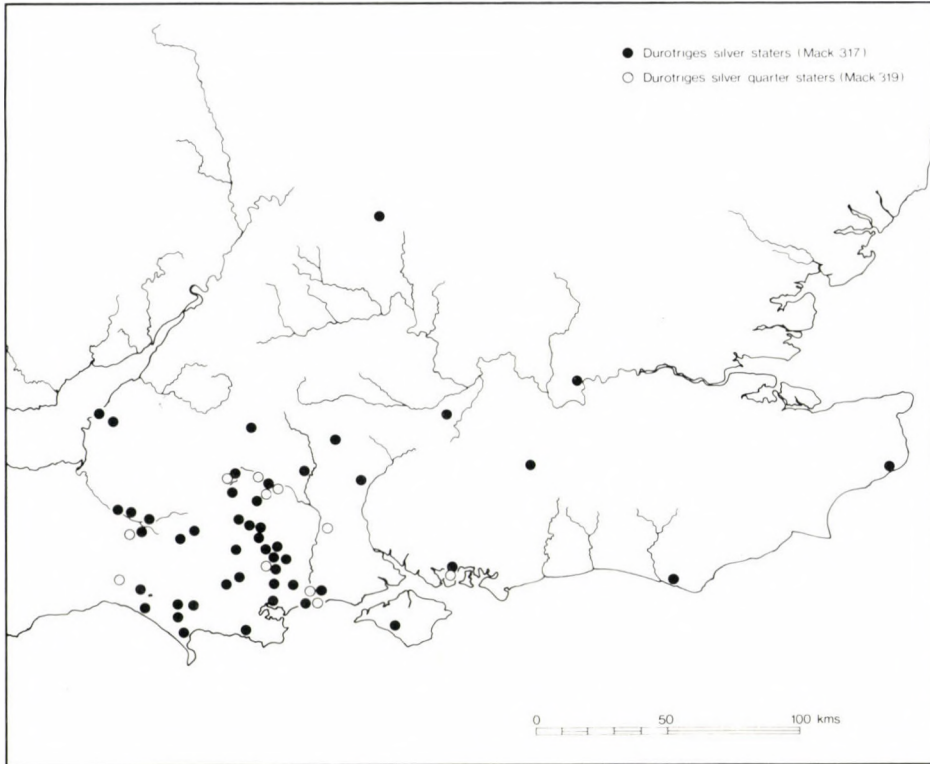 Durotriges silver staters (Mack 317)
Durotriges silver quarter staters (Mack 319)
0 50 100 kms